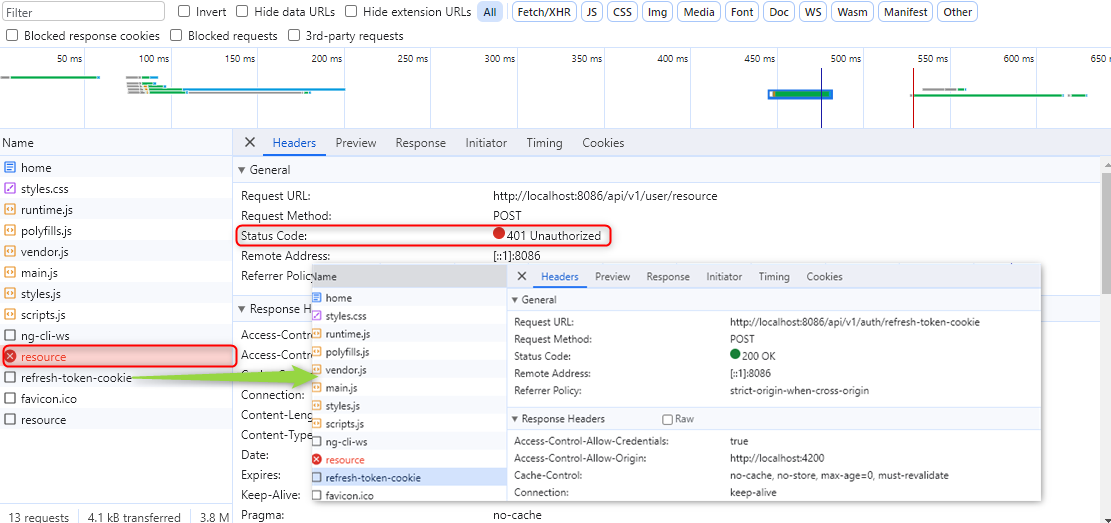 Filter Invert Hide data URLs Hide extension URLs All Fetch/XHR JS CSS Img Media Font Doc WS Wasm Manifest Other
Blocked response cookies Blocked requests 3rd-party requests
50 ms 100 ms 150 ms 200 ms 250 ms 300 ms 350 ms 400 ms 450 ms 500 ms 550 ms 600 ms 650 m
Name
home
styles.css
runtime.js
polyfills.js
vendor.js
main.js
styles.js
scripts.js
ng-cli-ws
resource
refresh-token-cookie
favicon.ico
resource
13 requests 4.1 kB transferred 3.8 M
Headers Preview Response Initiator Timing Cookies
General
Request URL: http://localhost:8086/api/v1/user/resource
Request Method: POST
Status Code: 401 Unauthorized
Remote Address: [::1]:8086
Referrer Polic
Response H
Access-Contro
Access-Contro
Connection:
Content-Leng
Content-Type
Date:
Expires:
Keep-Alive:
Pragma: no-cache
Name
home
styles.css
runtime.js
polyfills.js
vendor.js
main.js
styles.js
scripts.js
ng-cli-ws
resource
refresh-token-cookie
favicon.ico
Headers Preview Response Initiator Timing Cookies
General
Request URL: http://localhost:8086/api/v1/auth/refresh-token-cookie
Request Method: POST
Status Code: 200 OK
Remote Address: [::1]:8086
Referrer Policy: strict-origin-when-cross-origin
Response Headers Raw
Access-Control-Allow-Credentials: true
Access-Control-Allow-Origin: http://localhost:4200
Cache-Control: no-cache, no-store, max-age=0, must-revalidate
Connection: keep-alive